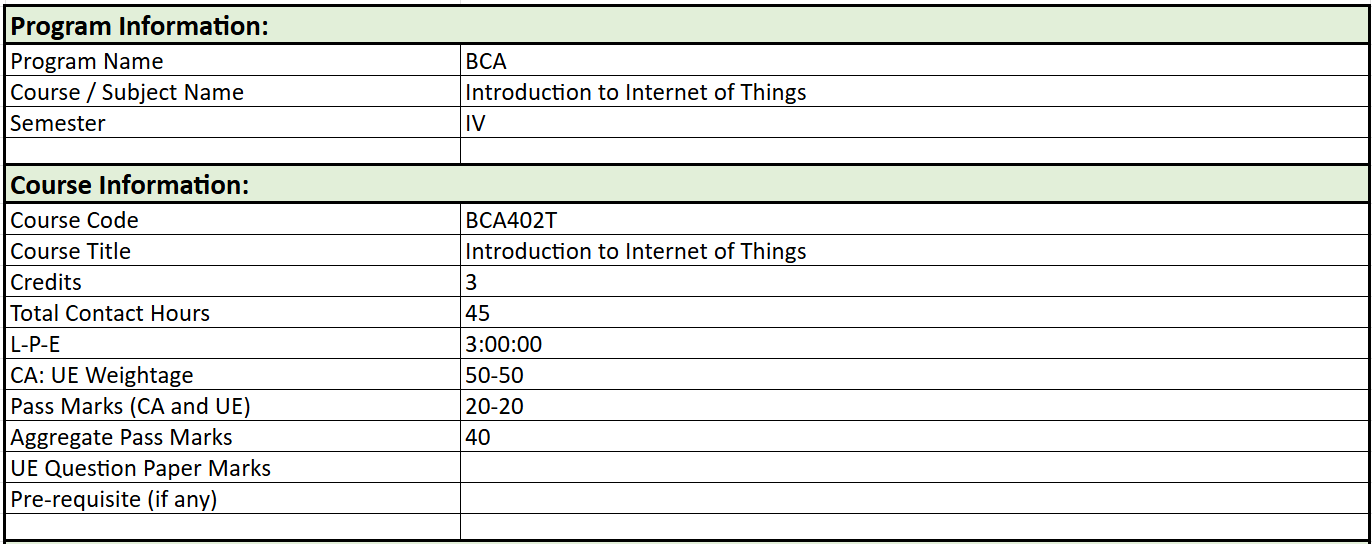 Program Information:
Program Name BCA
Course / Subject Name Introduction to Internet of Things
Semester IV
Course Information:
Course Code BCA402T
Course Title Introduction to Internet of Things
Credits 3
Total Contact Hours 45
L-P-E 3:00:00
CA: UE Weightage 50-50
Pass Marks (CA and UE) 20-20
Aggregate Pass Marks 40
UE Question Paper Marks
Pre-requisite (if any)